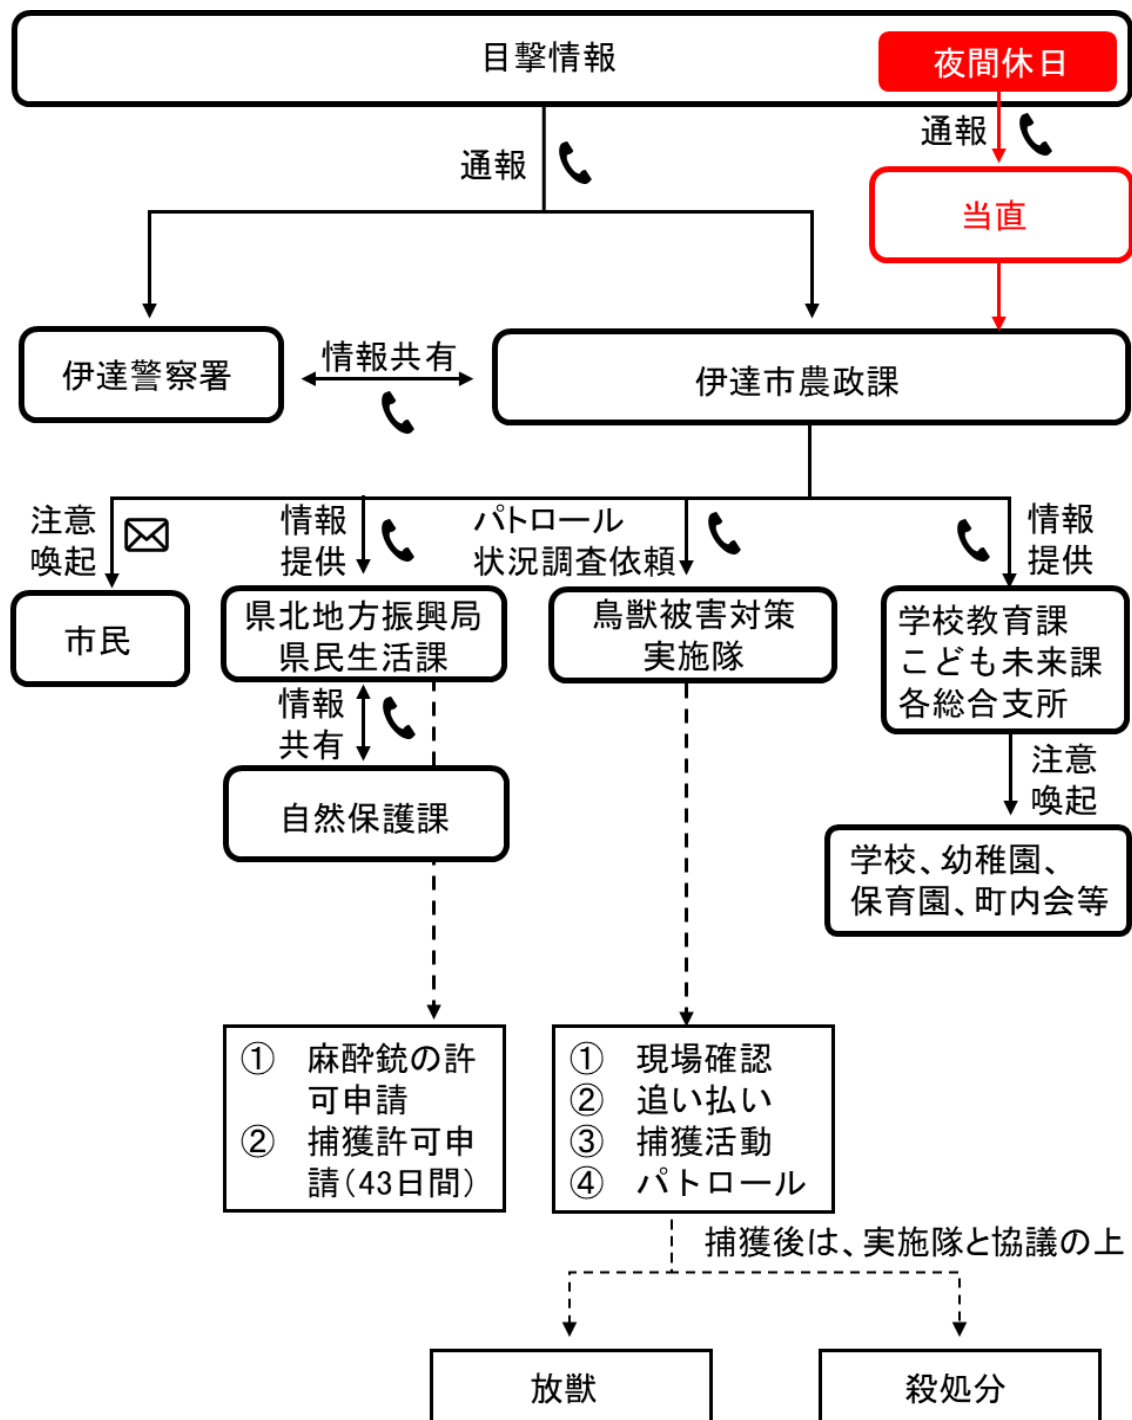 目撃情報
夜間休日
通報
通報
当直
伊達警察署
情報共有
伊達市農政課
注意
喚起
情報
提供
パトロール
状況調査依頼
情報
提供
市民
県北地方振興局
県民生活課
鳥獣被害対策
実施隊
学校教育課
こども未来課
各総合支所
情報
共有
注意
喚起
自然保護課
学校、幼稚園、
保育園、町内会等
① 麻酔銃の許
可申請
② 捕獲許可申
請(43日間)
① 現場確認
② 追い払い
③ 捕獲活動
④ パトロール
捕獲後は、実施隊と協議の上
放獣
殺処分